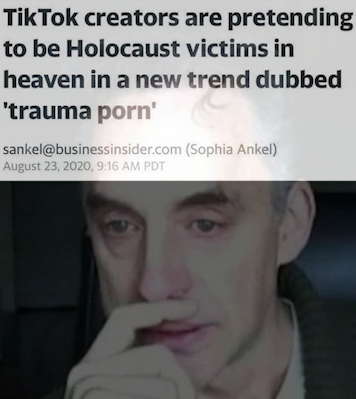 TikTok creators are pretending
to be Holocaust victims in
heaven in a new trend dubbed
'trauma porn'
sankel@businessinsider.com (Sophia Ankel)
August 23, 2020, 9:16 AM PDT